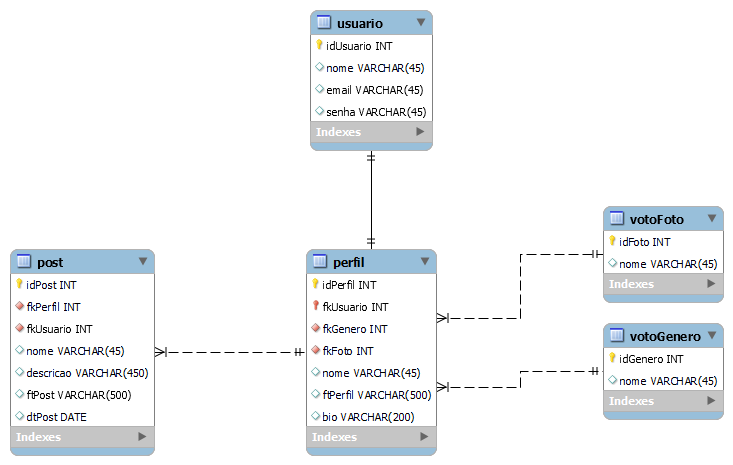 usuario
idUsuario INT
nome VARCHAR(45)
email VARCHAR(45)
senha VARCHAR(45)
Indexes
post
idPost INT
fkPerfil INT
fkUsuario INT
nome VARCHAR(45)
descricao VARCHAR(450)
ftPost VARCHAR(500)
dtPost DATE
Indexes
perfil
idPerfil INT
fkUsuario INT
fkGenero INT
fkFoto INT
nome VARCHAR(45)
ftPerfil VARCHAR(500)
bio VARCHAR(200)
Indexes
votoFoto
idFoto INT
nome VARCHAR(45)
Indexes
votoGenero
idGenero INT
nome VARCHAR(45)
Indexes